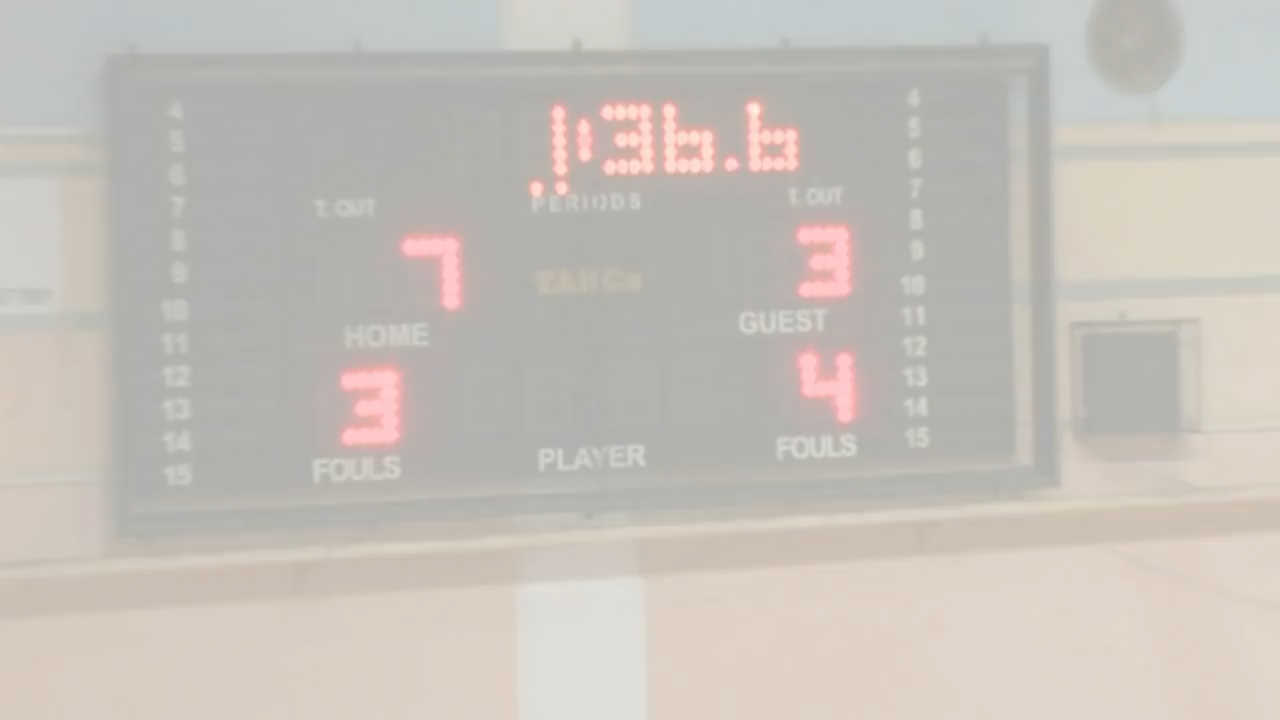 4 4
5 5
6 T. OUT PERIODS T. OUT 6
7 7
8 7 3 8
9 9
10 HOME GUEST 10
11 11
12 3 4 12
13 13
14 FOULS PLAYER FOULS 14
15 15